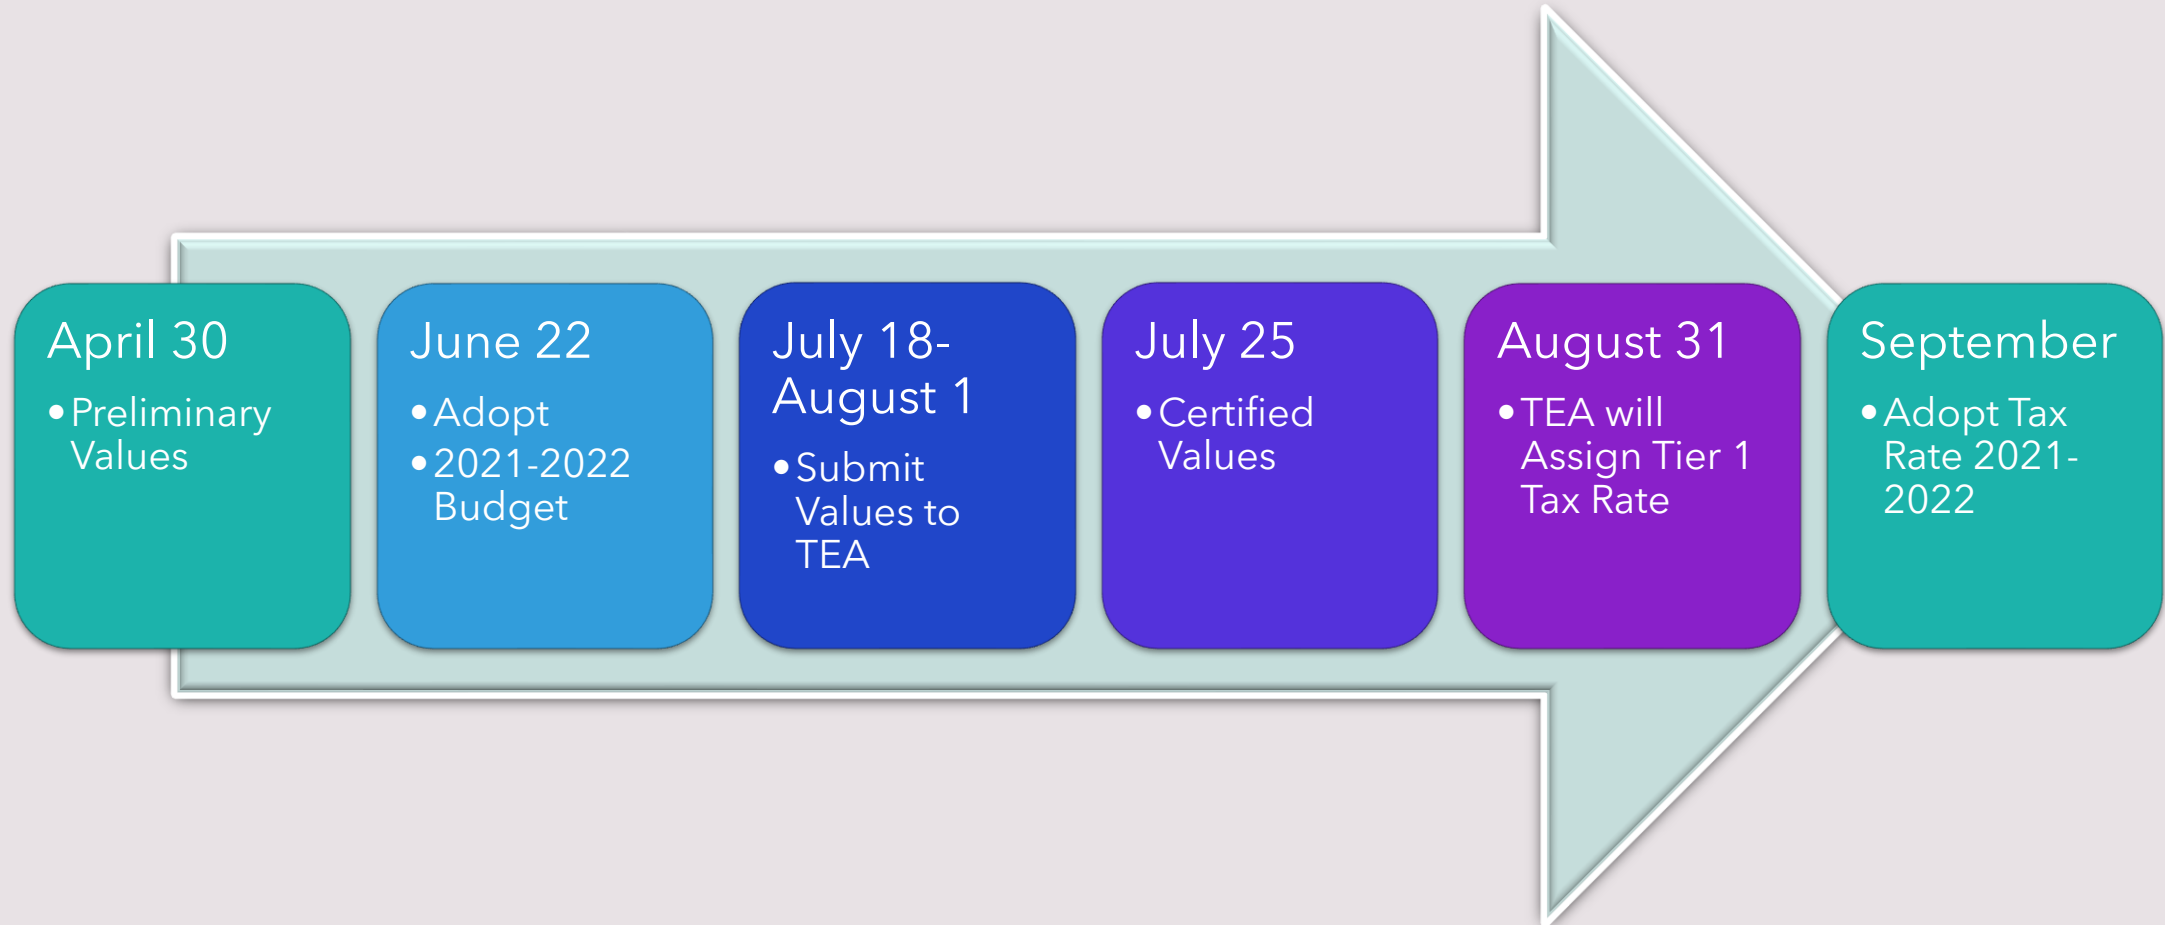 April 30
•Preliminary
Values
June 22
•Adopt
•2021-2022
Budget
July 18-
August 1
•Submit
Values to
TEA
July 25
•Certified
Values
August 31
•TEA will
Assign Tier 1
Tax Rate
September
•Adopt Tax
Rate 2021-
2022